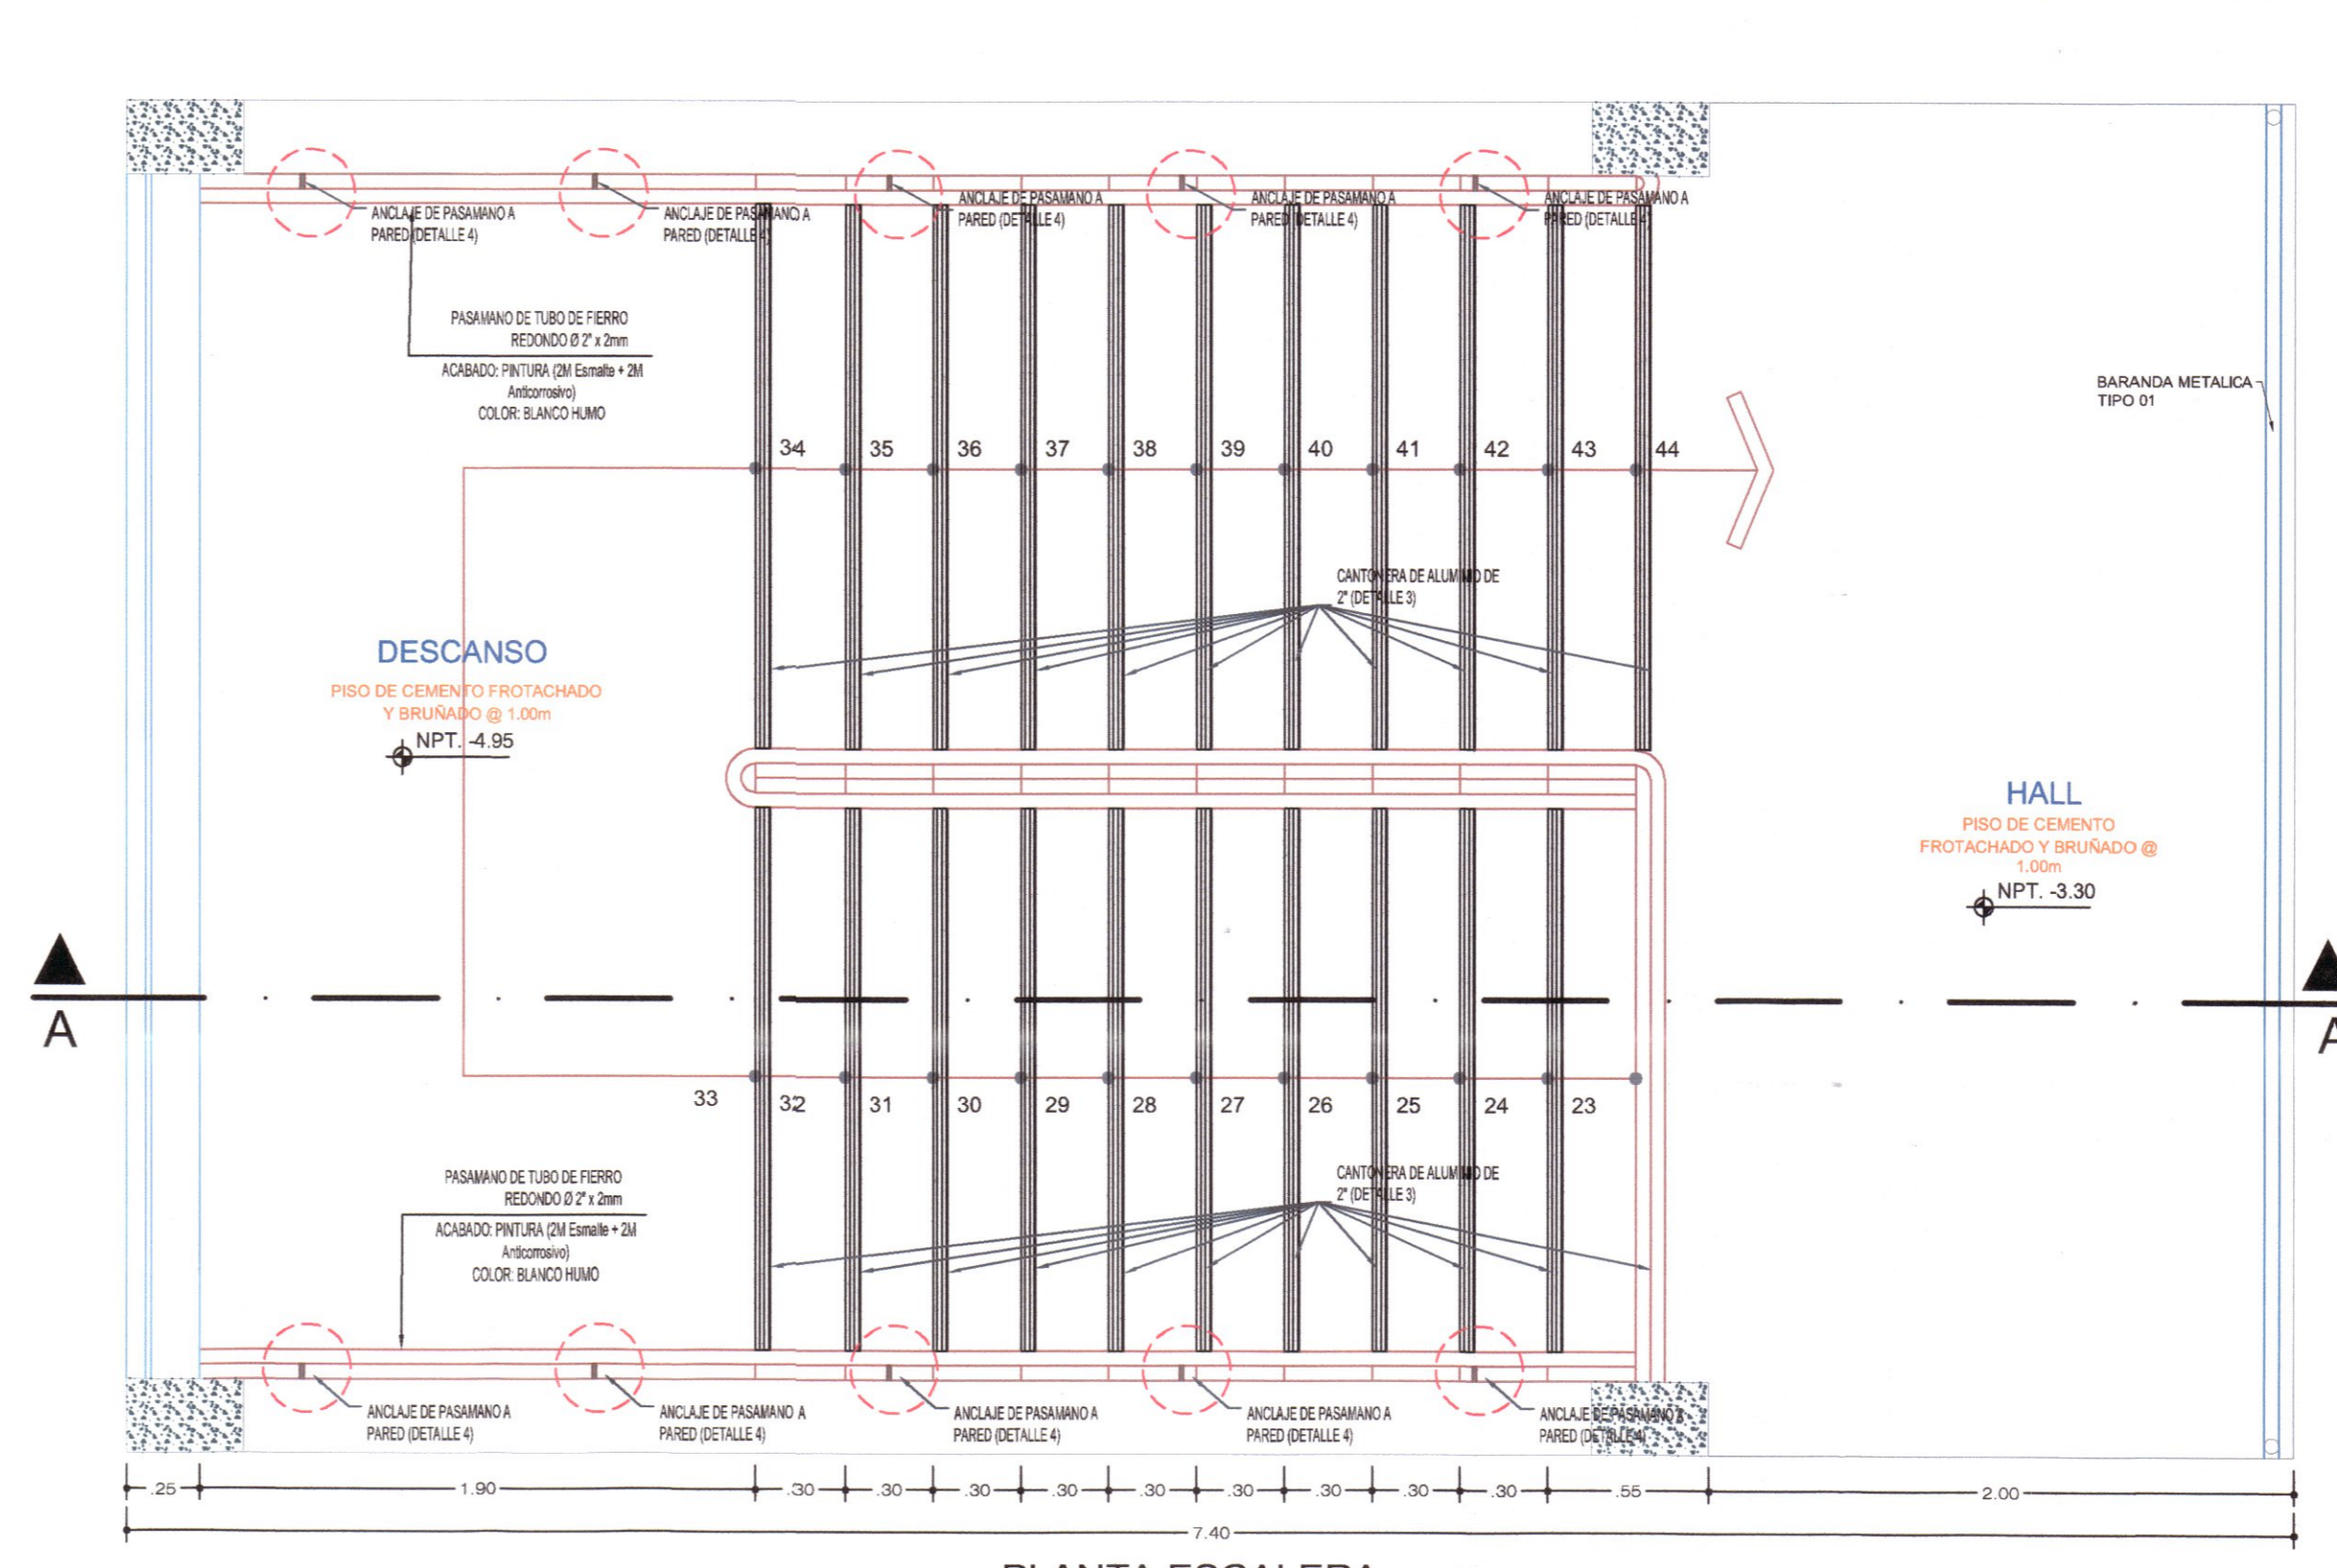 ANCLAJE DE PASAMANO A
PARED (DETALLE 4)
ANCLAJE DE PASAMANO A
PARED (DETALLE 4)
ANCLAJE DE PASAMANO A
PARED (DETALLE 4)
ANCLAJE DE PASAMANO A
PARED (DETALLE 4)
ANCLAJE DE PASAMANO A
PARED (DETALLE 4)
PASAMANO DE TUBO DE FIERRO
REDONDO Ø 2" x 2mm
ACABADO: PINTURA (2M Esmalte + 2M
Anticorrosivo)
COLOR: BLANCO HUMO
BARANDA METALICA
TIPO 01
34 35 36 37 38 39 40 41 42 43 44
CANTONERA DE ALUMINIO DE
2" (DETALLE 3)
DESCANSO
PISO DE CEMENTO FROTACHADO
Y BRUÑADO @ 1.00m
NPT. -4.95
HALL
PISO DE CEMENTO
FROTACHADO Y BRUÑADO @
1.00m
NPT. -3.30
A
A
33 32 31 30 29 28 27 26 25 24 23
CANTONERA DE ALUMINIO DE
2" (DETALLE 3)
PASAMANO DE TUBO DE FIERRO
REDONDO Ø 2" x 2mm
ACABADO: PINTURA (2M Esmalte + 2M
Anticorrosivo)
COLOR: BLANCO HUMO
ANCLAJE DE PASAMANO A
PARED (DETALLE 4)
ANCLAJE DE PASAMANO A
PARED (DETALLE 4)
ANCLAJE DE PASAMANO A
PARED (DETALLE 4)
ANCLAJE DE PASAMANO A
PARED (DETALLE 4)
ANCLAJE DE PASAMANO A
PARED (DETALLE 4)
.25 1.90 .30 .30 .30 .30 .30 .30 .30 .30 .30 .55 2.00
7.40
PLANTA ESCALERA